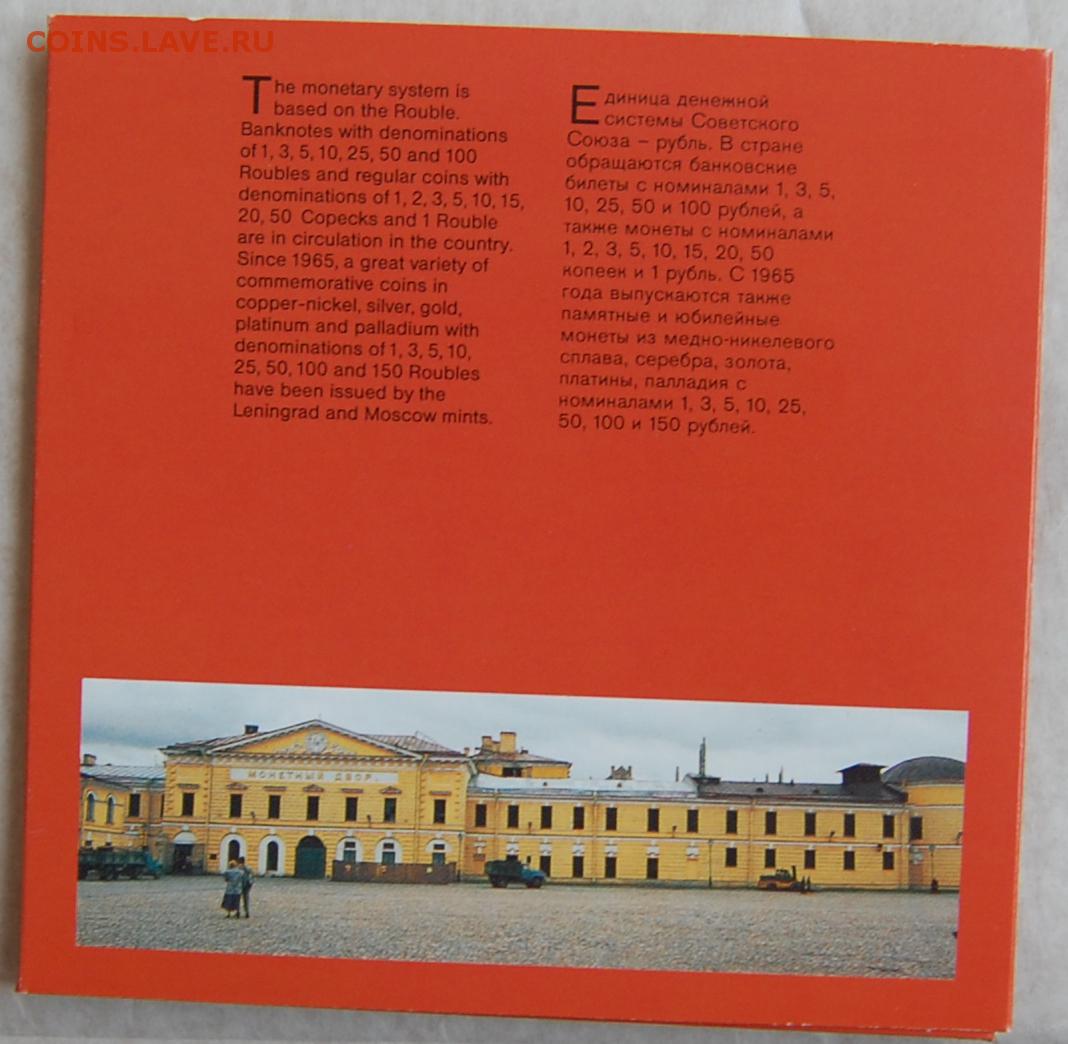 COINS.LAVE.RU
The monetary system is
based on the Rouble.
Banknotes with denominations
of 1, 3, 5, 10, 25, 50 and 100
Roubles and regular coins with
denominations of 1, 2, 3, 5, 10, 15,
20, 50 Copecks and 1 Rouble
are in circulation in the country.
Since 1965, a great variety of
commemorative coins in
copper-nickel, silver, gold,
platinum and palladium with
denominations of 1, 3, 5, 10,
25, 50, 100 and 150 Roubles
have been issued by the
Leningrad and Moscow mints.
Единица денежной
системы Советского
Союза – рубль. В стране
обращаются банковские
билеты с номиналами 1, 3, 5,
10, 25, 50 и 100 рублей, а
также монеты с номиналами
1, 2, 3, 5, 10, 15, 20, 50
копеек и 1 рубль. С 1965
года выпускаются также
памятные и юбилейные
монеты из медно-никелевого
сплава, серебра, золота,
платины, палладия с
номиналами 1, 3, 5, 10, 25,
50, 100 и 150 рублей.
МОНЕТНЫЙ ДВОР.